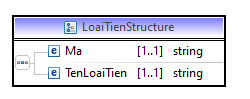 LoaiTienStructure
e Ma [1..1] string
e TenLoaiTien [1..1] string